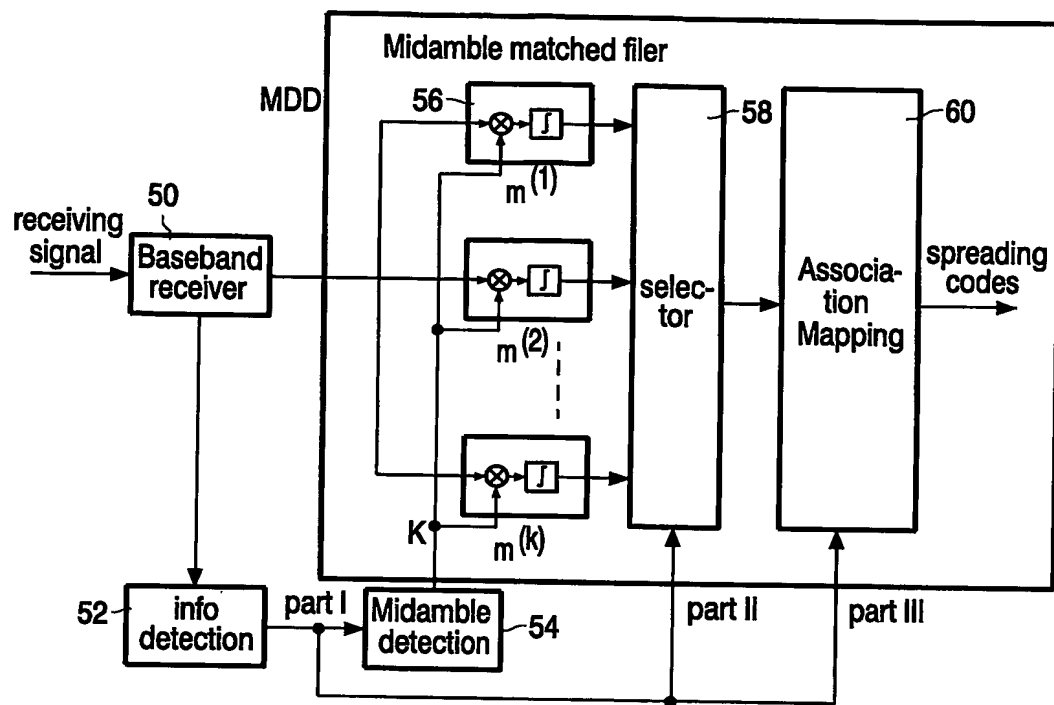 Midamble matched filer
MDD
56
58
60
m(1)
50
receiving
signal
Baseband
receiver
selec-
tor
Associa-
tion
Mapping
spreading
codes
m(2)
K
m(k)
52
info
detection
part I
Midamble
detection
54
part II
part III